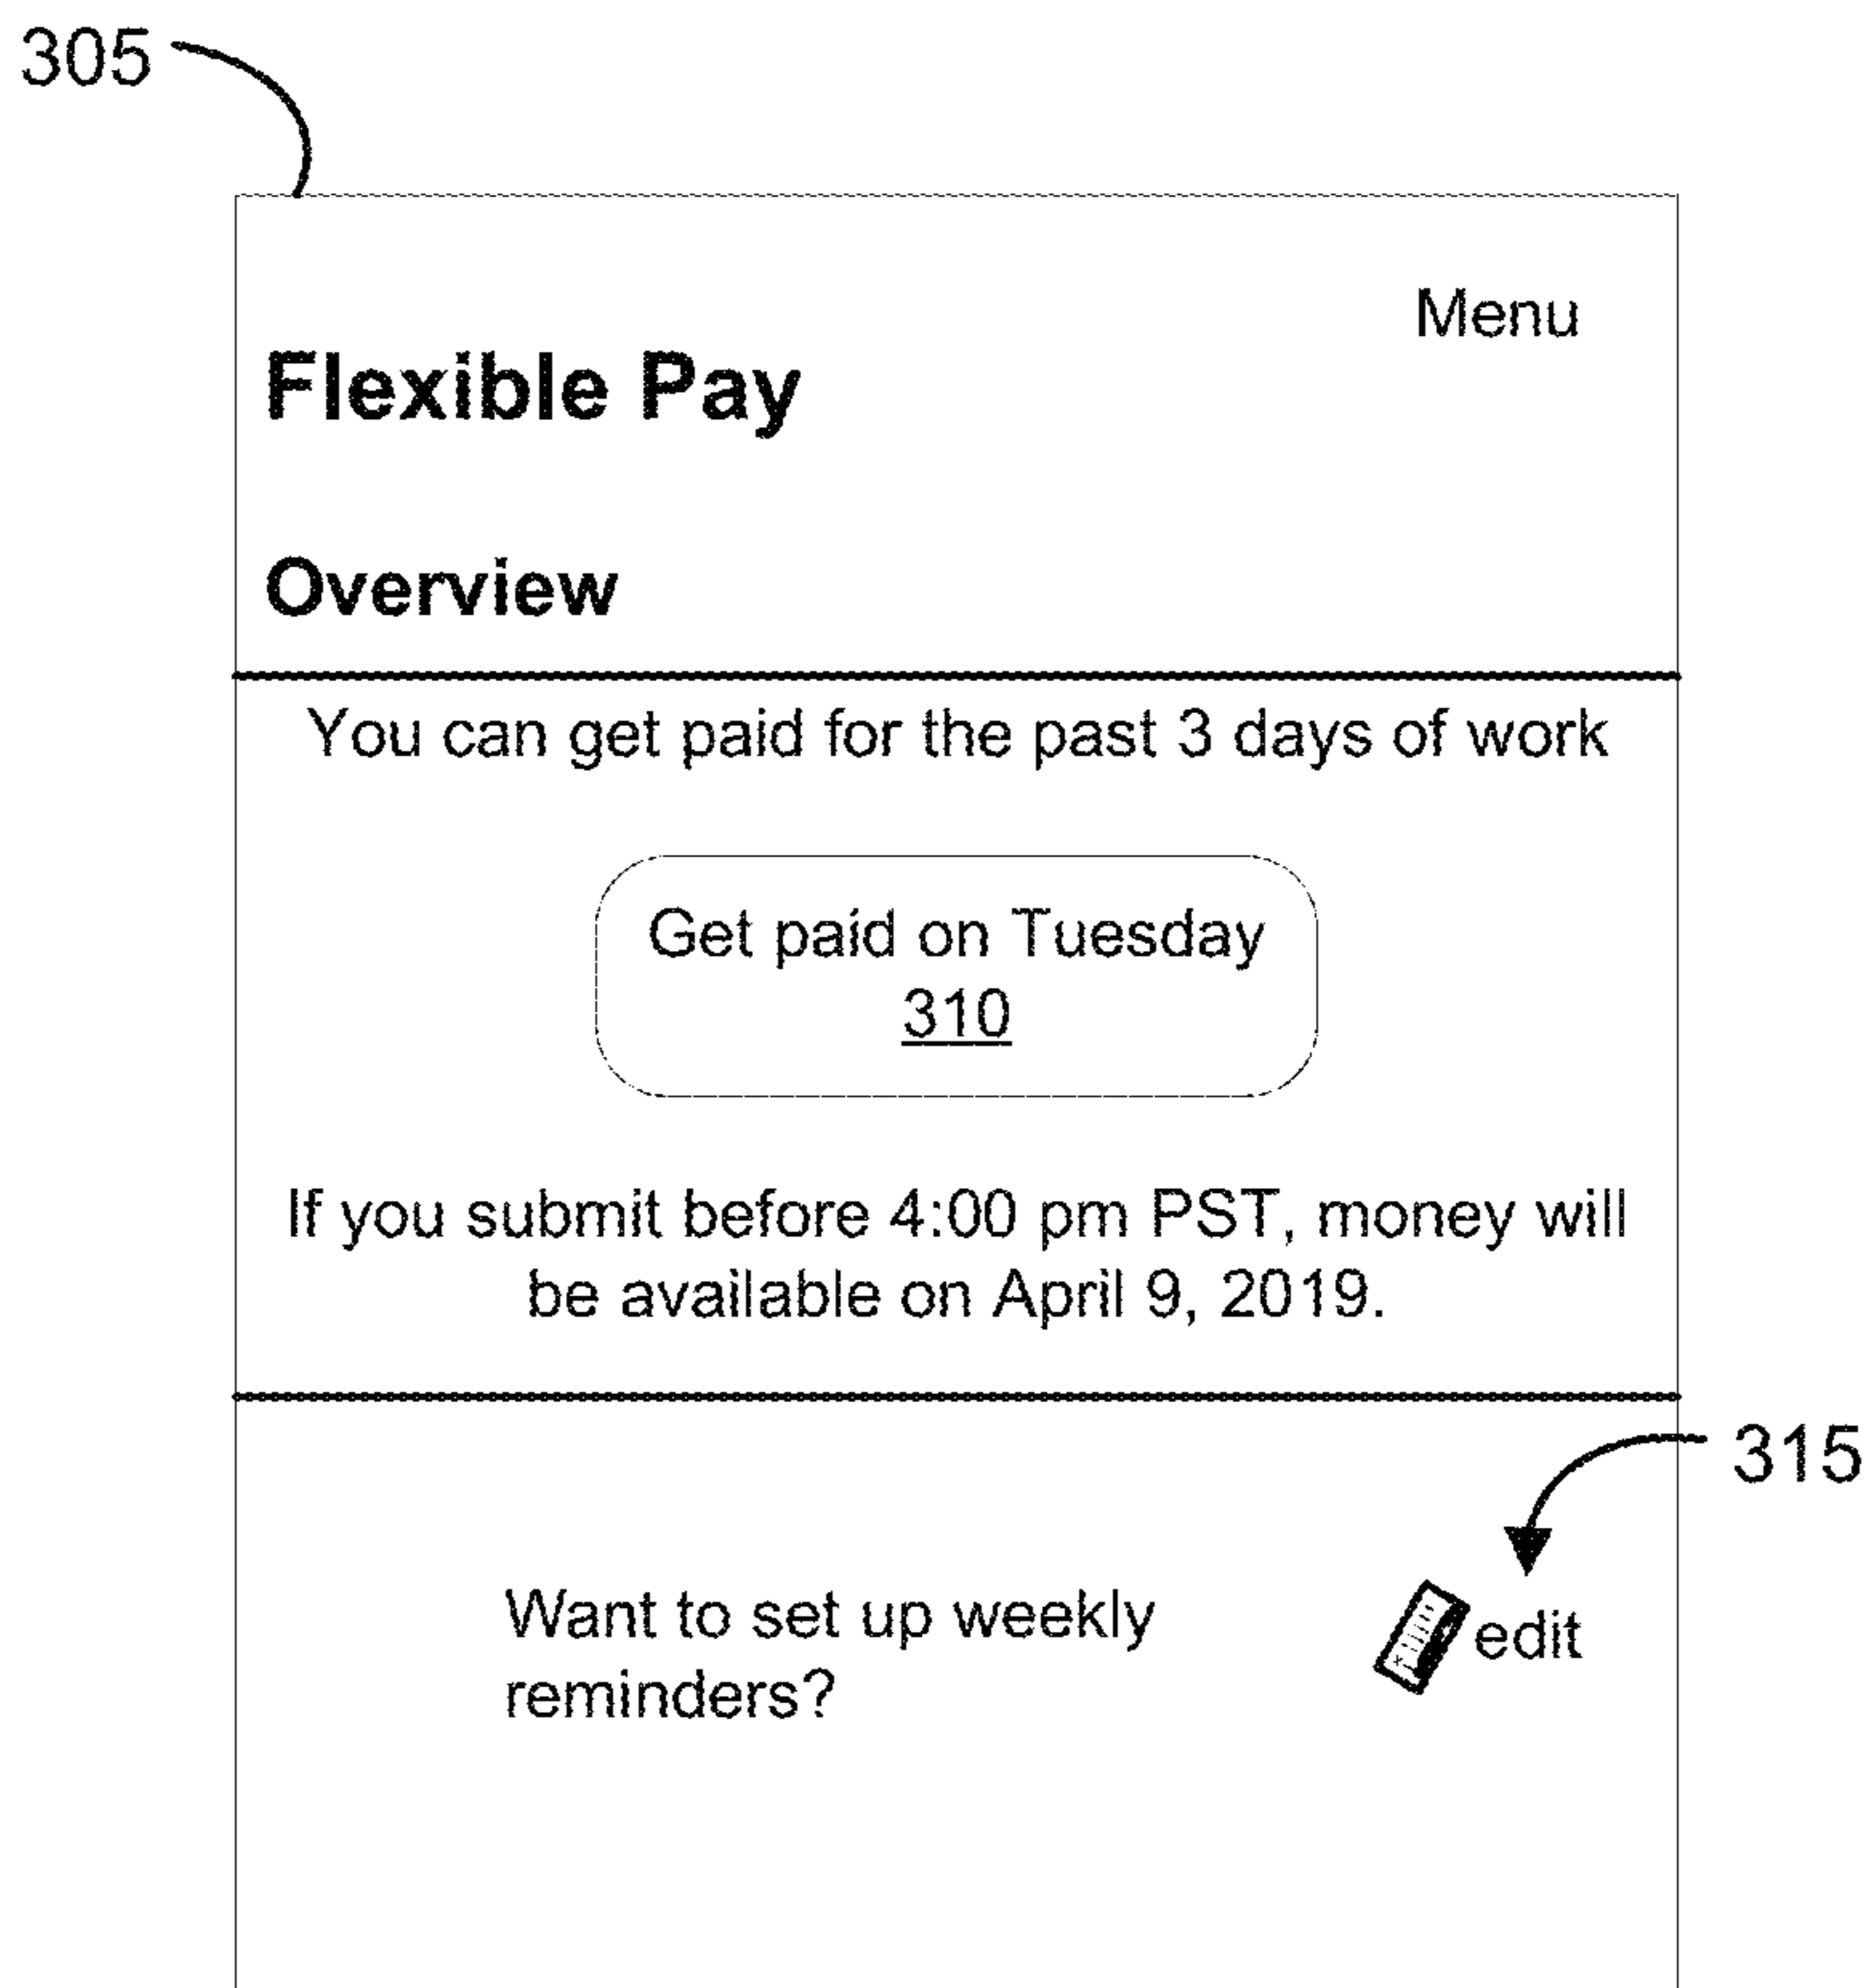 305
Menu
Flexible Pay
Overview
You can get paid for the past 3 days of work
Get paid on Tuesday
310
If you submit before 4:00 pm PST, money will
be available on April 9, 2019.
315
Want to set up weekly
reminders?
edit